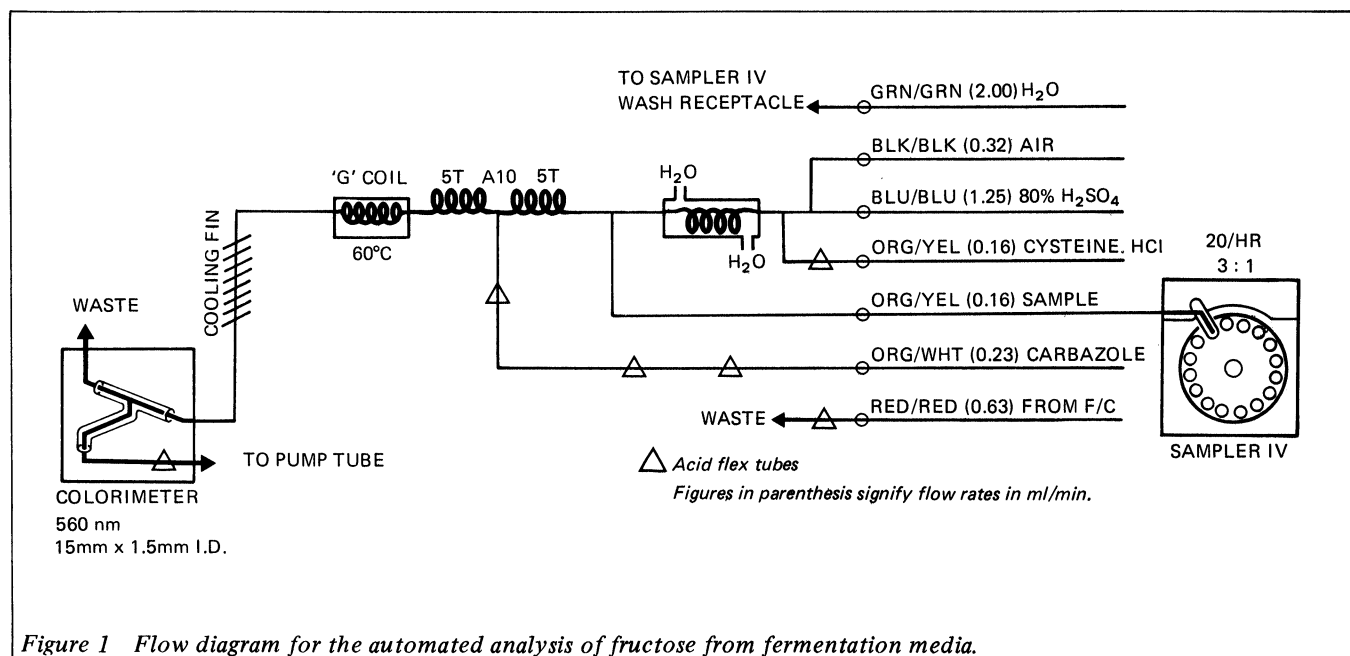 TO SAMPLER IV
WASH RECEPTACLE
GRN/GRN (2.00) H₂O
BLK/BLK (0.32) AIR
BLU/BLU (1.25) 80% H₂SO₄
ORG/YEL (0.16) CYSTEINE. HCl
ORG/YEL (0.16) SAMPLE
ORG/WHT (0.23) CARBAZOLE
WASTE
RED/RED (0.63) FROM F/C
H₂O
H₂O
5T A10 5T
'G' COIL
60°C
COOLING FIN
WASTE
TO PUMP TUBE
COLORIMETER
560 nm
15mm x 1.5mm I.D.
20/HR
3 : 1
SAMPLER IV
Acid flex tubes
Figures in parenthesis signify flow rates in ml/min.
Figure 1 Flow diagram for the automated analysis of fructose from fermentation media.